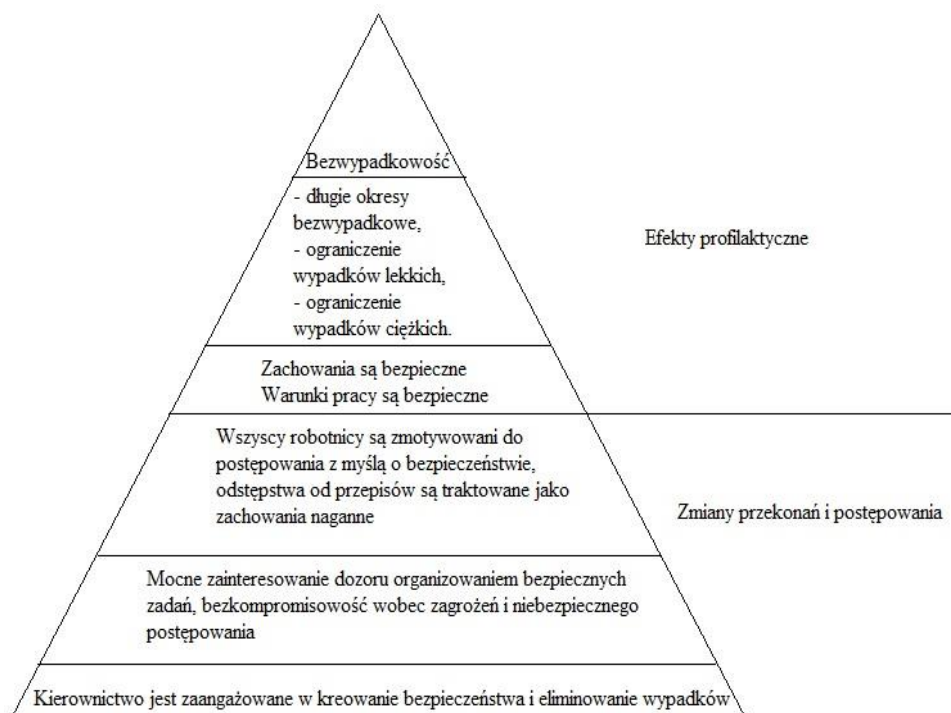 Bezwypadkowość
- długie okresy
bezwypadkowe,
- ograniczenie
wypadków lekkich,
- ograniczenie
wypadków ciężkich.
Efekty profilaktyczne
Zachowania są bezpieczne
Warunki pracy są bezpieczne
Wszyscy robotnicy są zmotywowani do
postępowania z myślą o bezpieczeństwie,
odstępstwa od przepisów są traktowane jako
zachowania naganne
Zmiany przekonań i postępowania
Mocne zainteresowanie dozoru organizowaniem bezpiecznych
zadań, bezkompromisowość wobec zagrożeń i niebezpiecznego
postępowania
Kierownictwo jest zaangażowane w kreowanie bezpieczeństwa i eliminowanie wypadków